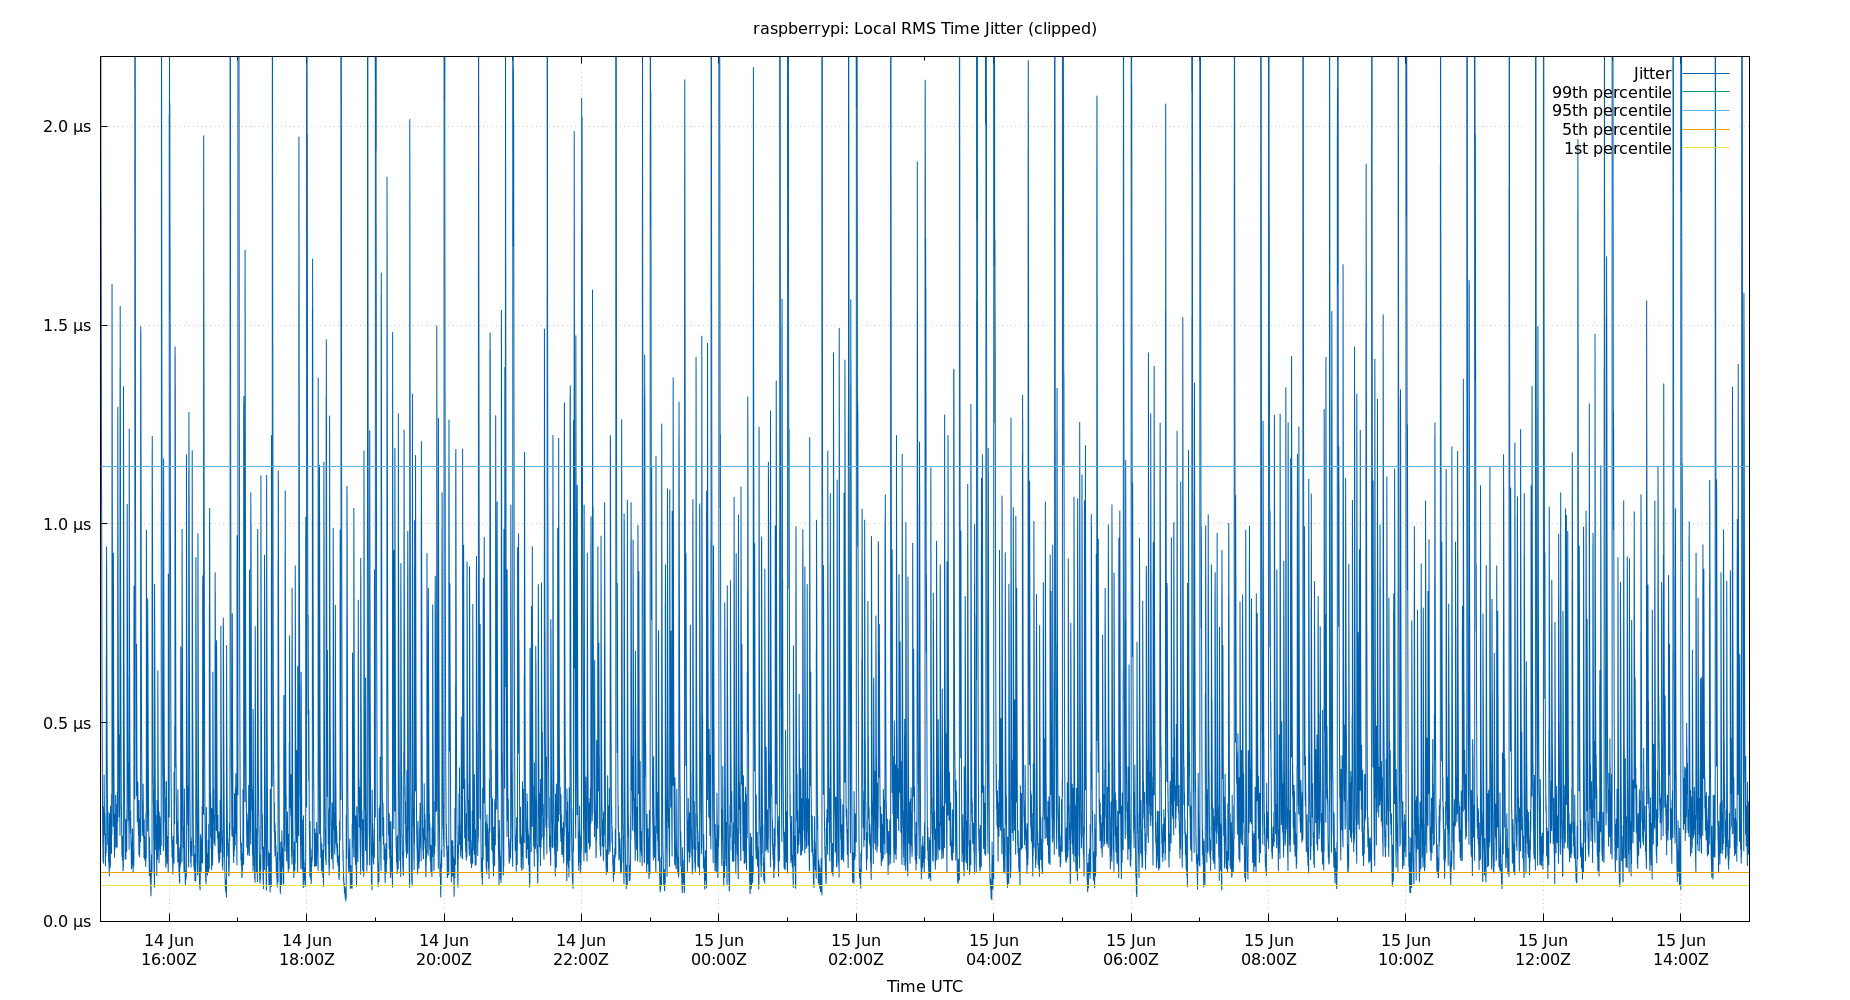 raspberrypi: Local RMS Time Jitter (clipped)
Jitter
99th percentile
95th percentile
5th percentile
1st percentile
2.0 µs
1.5 µs
1.0 µs
0.5 µs
0.0 µs
14 Jun 14 Jun 14 Jun 14 Jun 15 Jun 15 Jun 15 Jun 15 Jun 15 Jun 15 Jun 15 Jun 15 Jun
16:00Z 18:00Z 20:00Z 22:00Z 00:00Z 02:00Z 04:00Z 06:00Z 08:00Z 10:00Z 12:00Z 14:00Z
Time UTC